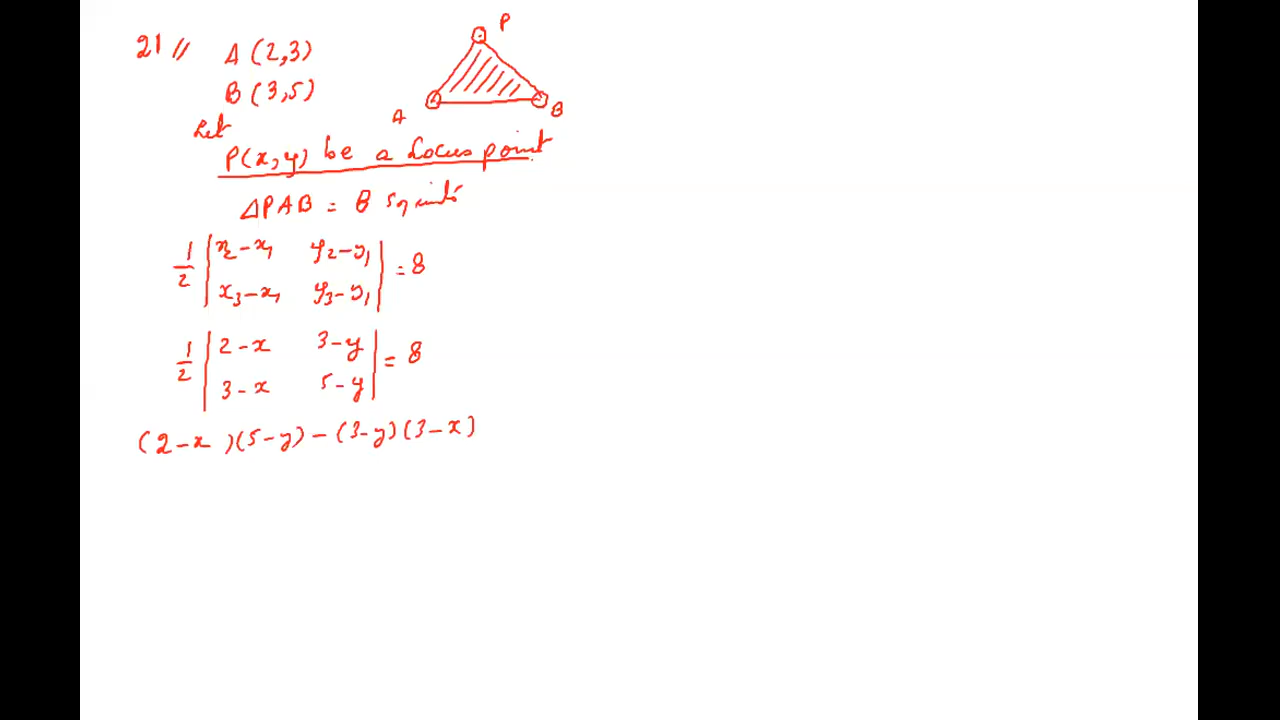 21 //
A (2,3)
B (3,5)
P
A
B
Let
P(x,y) be a Locus point
△PAB = 8 sq units
1/2 | x2-x1 y2-y1 |
| x3-x1 y3-y1 | = 8
1/2 | 2-x 3-y |
| 3-x 5-y | = 8
(2-x)(5-y)-(3-y)(3-x)